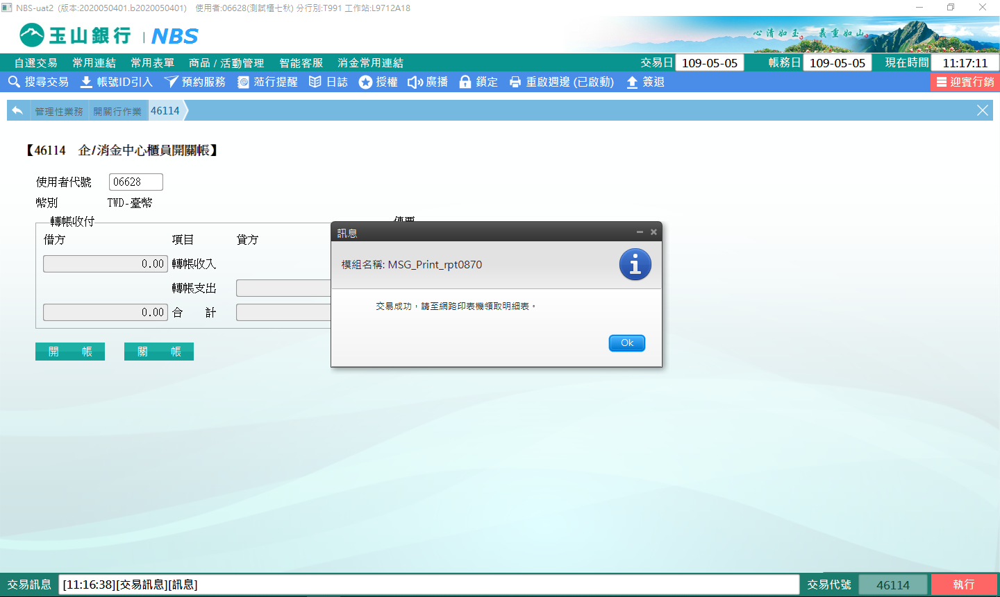 NBS-uat2 (版本:2020050401.b2020050401) 使用者:06628(測試櫃七秋) 分行別:T991 工作站:L9712A18
玉山銀行 | NBS
心清如玉。 義重如山。
自選交易 常用連結 常用表單 商品 / 活動管理 智能客服 消金常用連結 交易日 109-05-05 帳務日 109-05-05 現在時間 11:17:11
搜尋交易 帳號ID引入 預約服務 蒞行提醒 日誌 授權 廣播 鎖定 重啟週邊 (已啟動) 簽退 迎賓行銷
管理性業務 開關行作業 46114
【46114 企/消金中心櫃員開關帳】
使用者代號 06628
幣別 TWD-臺幣
轉帳收付 傳票
借方 項目 貸方
0.00 轉帳收入
轉帳支出
0.00 合 計
開 帳 關 帳
訊息
模組名稱: MSG_Print_rpt0870
交易成功，請至網路印表機領取明細表。
Ok
交易訊息 [11:16:38][交易訊息][訊息] 交易代號 46114 執行